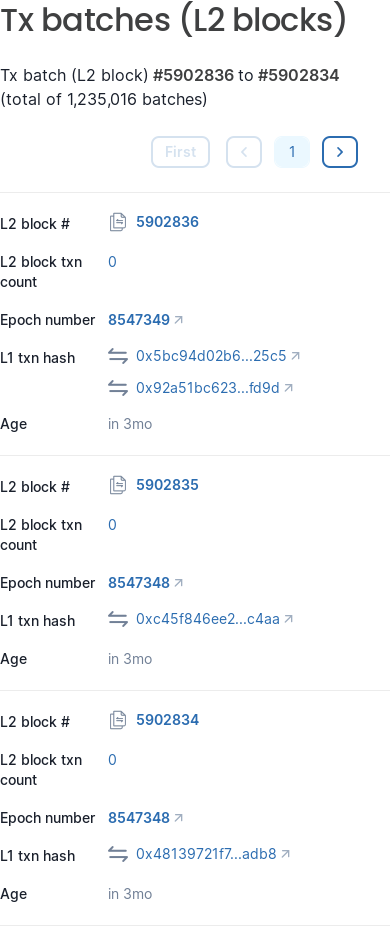 Tx batches (L2 blocks)
Tx batch (L2 block) #5902836 to #5902834
(total of 1,235,016 batches)
First
1
L2 block # 5902836
L2 block txn count 0
Epoch number 8547349
L1 txn hash 0x5bc94d02b6...25c5
0x92a51bc623...fd9d
Age in 3mo
L2 block # 5902835
L2 block txn count 0
Epoch number 8547348
L1 txn hash 0xc45f846ee2...c4aa
Age in 3mo
L2 block # 5902834
L2 block txn count 0
Epoch number 8547348
L1 txn hash 0x48139721f7...adb8
Age in 3mo